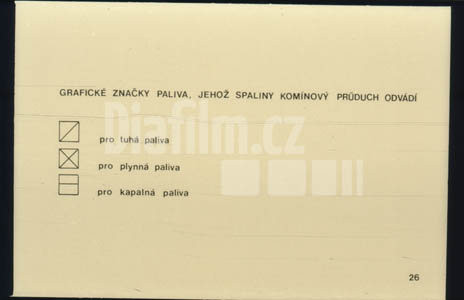 GRAFICKÉ ZNAČKY PALIVA, JEHOŽ SPALINY KOMÍNOVÝ PRŮDUCH ODVÁDÍ
Diafilm.cz
pro tuhá paliva
pro plynná paliva
pro kapalná paliva
26